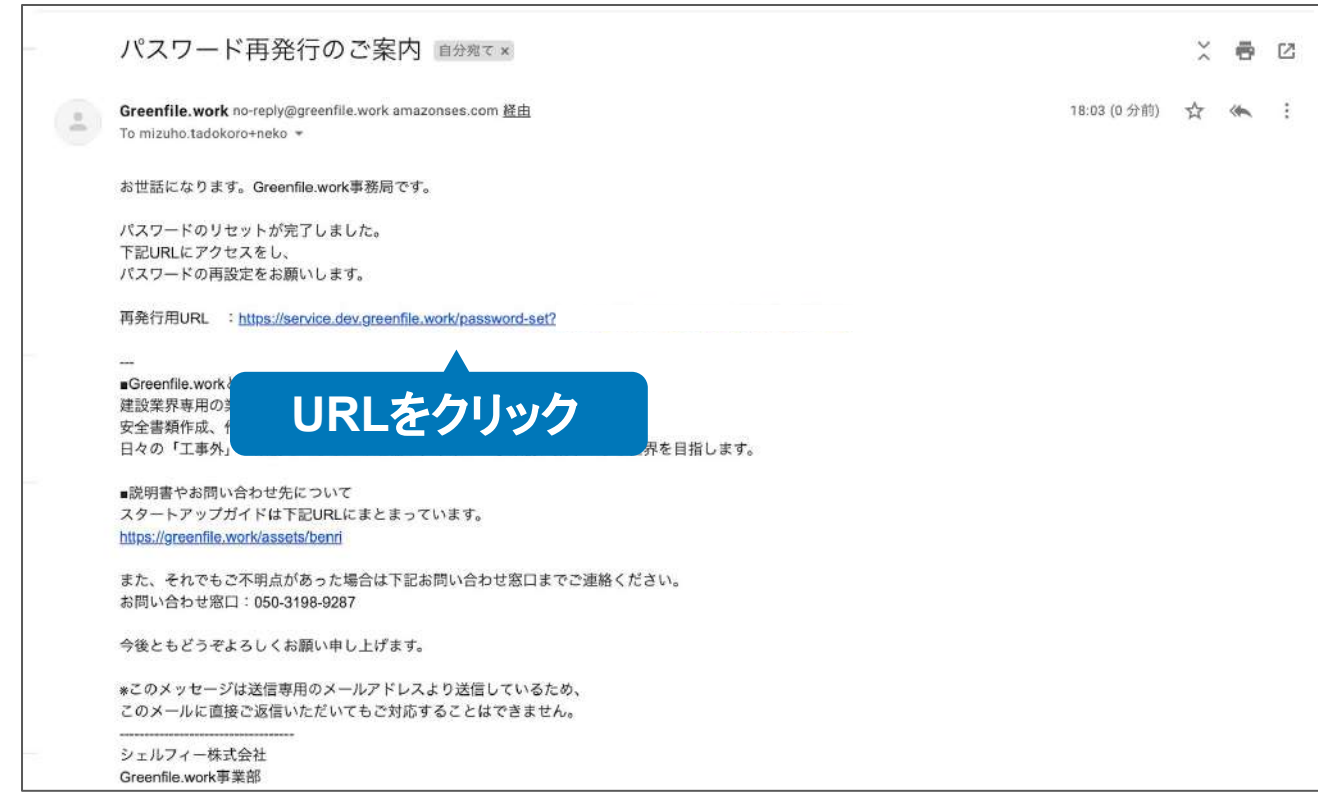 パスワード再発行のご案内 自分宛て ×
Greenfile.work no-reply@greenfile.work amazonses.com 経由
18:03 (0 分前)
To mizuho.tadokoro+neko
お世話になります。Greenfile.work事務局です。
パスワードのリセットが完了しました。
下記URLにアクセスをし、
パスワードの再設定をお願いします。
再発行用URL ：https://service.dev.greenfile.work/password-set?
---
■Greenfile.work
建設業界専用の
安全書類作成、
日々の「工事外」
界を目指します。
URLをクリック
■説明書やお問い合わせ先について
スタートアップガイドは下記URLにまとまっています。
https://greenfile.work/assets/benri
また、それでもご不明点があった場合は下記お問い合わせ窓口までご連絡ください。
お問い合わせ窓口：050-3198-9287
今後ともどうぞよろしくお願い申し上げます。
※このメッセージは送信専用のメールアドレスより送信しているため、
このメールに直接ご返信いただいてもご対応することはできません。
------------------------------------
シェルフィー株式会社
Greenfile.work事業部